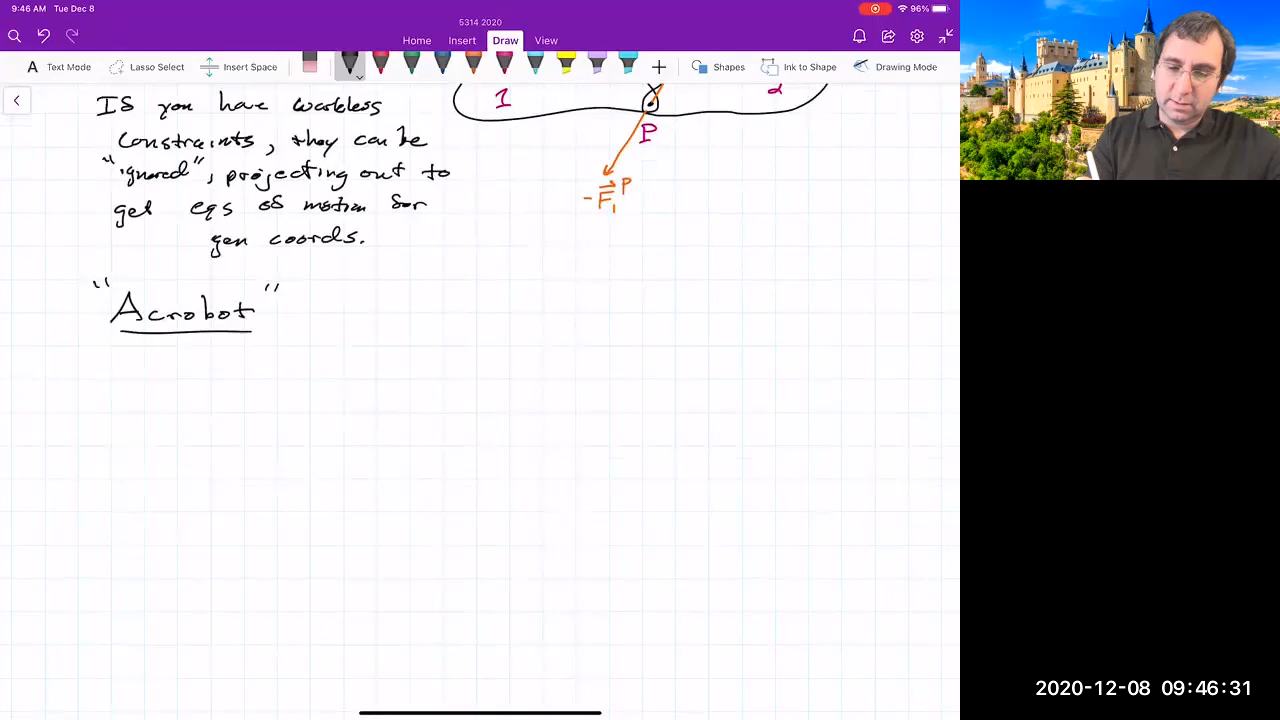 9:46 AM Tue Dec 8
96%
5314 2020
Home Insert Draw View
Text Mode Lasso Select Insert Space Shapes Ink to Shape Drawing Mode
If you have workless
constraints, they can be
"ignored", projecting out to
get eqs of motion for
gen coords.
1 2
P
-F₁ᴾ
"Acrobot"
2020-12-08 09:46:31